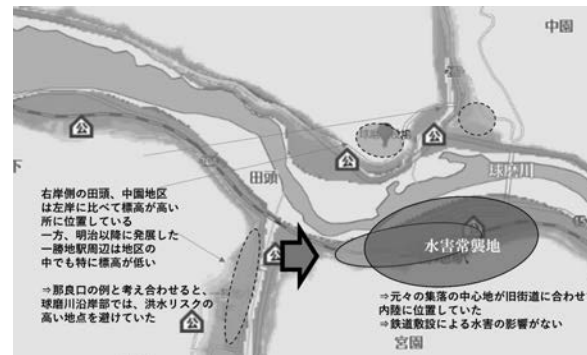 中園
公
公
公
田頭
球磨川
下
右岸側の田頭、中園地区
は左岸に比べて標高が高い
所に位置している
一方、明治以降に発展した
一勝地駅周辺は地区の
中でも特に標高が低い
⇒那良口の例と考え合わせると、
球磨川沿岸部では、洪水リスクの
高い地点を避けていた
公
公
水害常襲地
⇒元々の集落の中心地が旧街道に合わせ
内陸に位置していた
⇒鉄道敷設による水害の影響がない
宮園